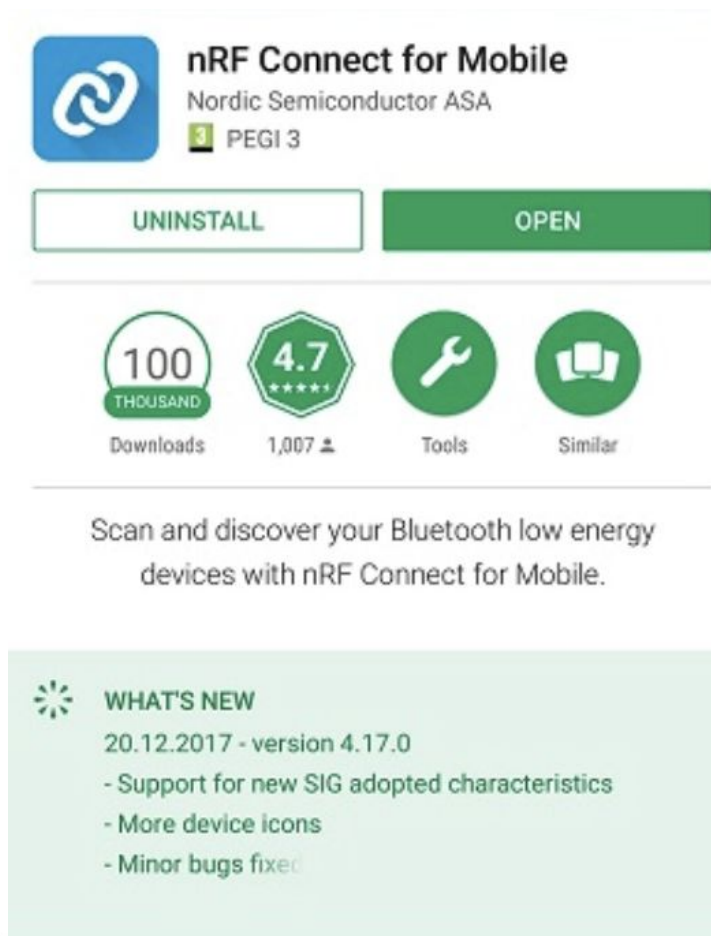 nRF Connect for Mobile
Nordic Semiconductor ASA
3 PEGI 3
UNINSTALL OPEN
100
THOUSAND
4.7
Downloads 1,007 Tools Similar
Scan and discover your Bluetooth low energy
devices with nRF Connect for Mobile.
WHAT'S NEW
20.12.2017 - version 4.17.0
- Support for new SIG adopted characteristics
- More device icons
- Minor bugs fixed